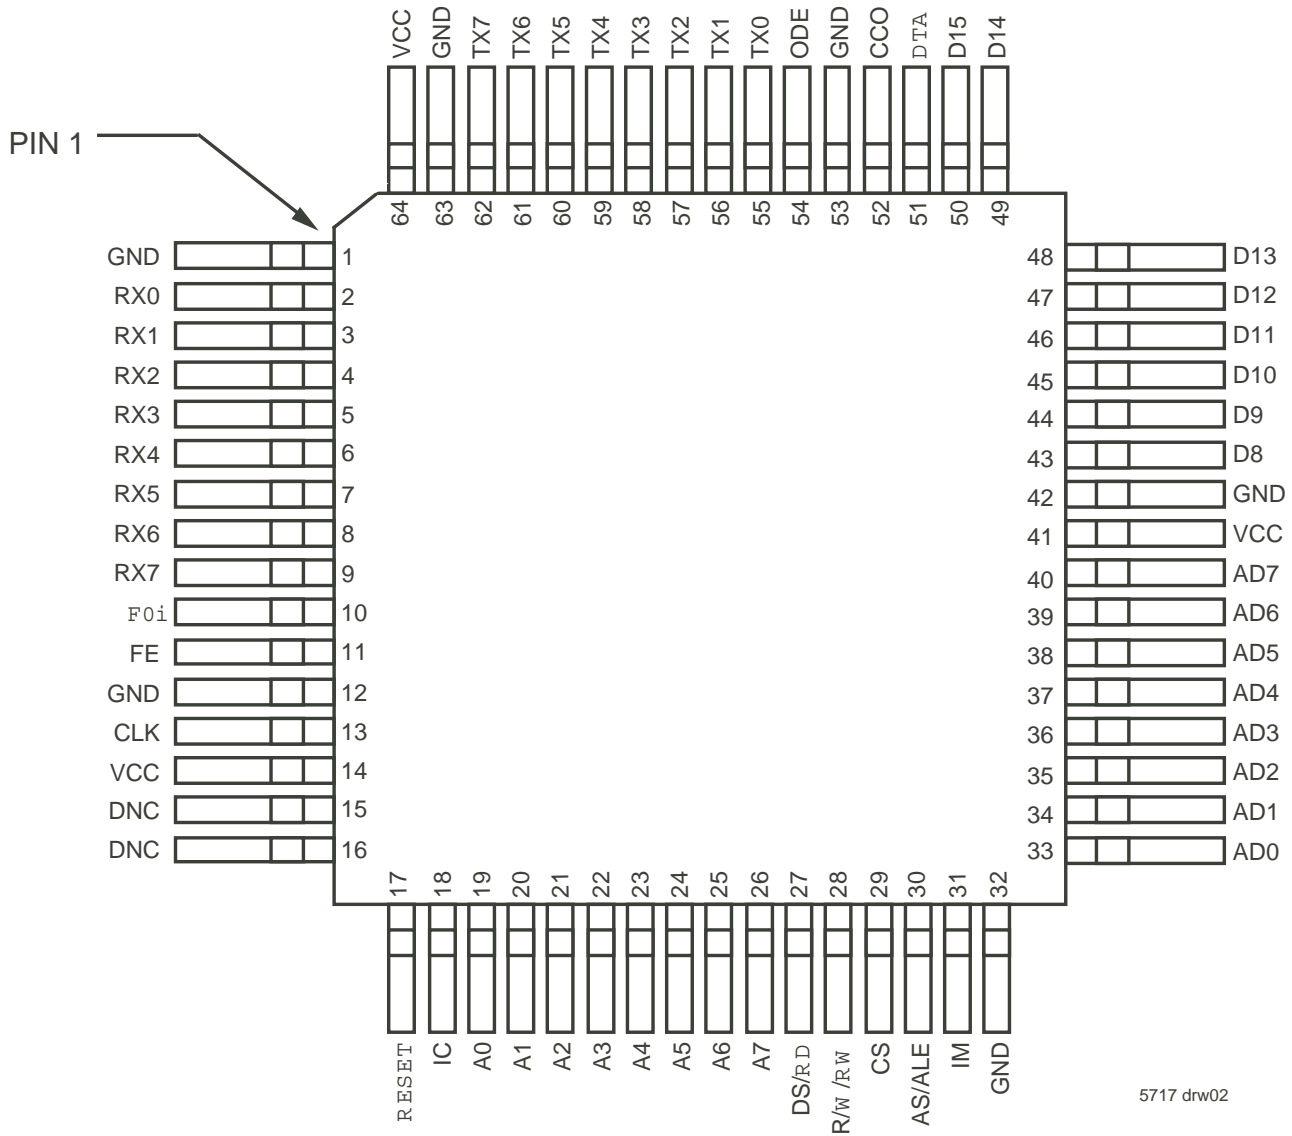 VCC
GND
TX7
TX6
TX5
TX4
TX3
TX2
TX1
TX0
ODE
GND
CCO
DTA
D15
D14
PIN 1
64
63
62
61
60
59
58
57
56
55
54
53
52
51
50
49
GND 1
RX0 2
RX1 3
RX2 4
RX3 5
RX4 6
RX5 7
RX6 8
RX7 9
F0i 10
FE 11
GND 12
CLK 13
VCC 14
DNC 15
DNC 16
48 D13
47 D12
46 D11
45 D10
44 D9
43 D8
42 GND
41 VCC
40 AD7
39 AD6
38 AD5
37 AD4
36 AD3
35 AD2
34 AD1
33 AD0
17
18
19
20
21
22
23
24
25
26
27
28
29
30
31
32
RESET
IC
A0
A1
A2
A3
A4
A5
A6
A7
DS/RD
R/W /RW
CS
AS/ALE
IM
GND
5717 drw02